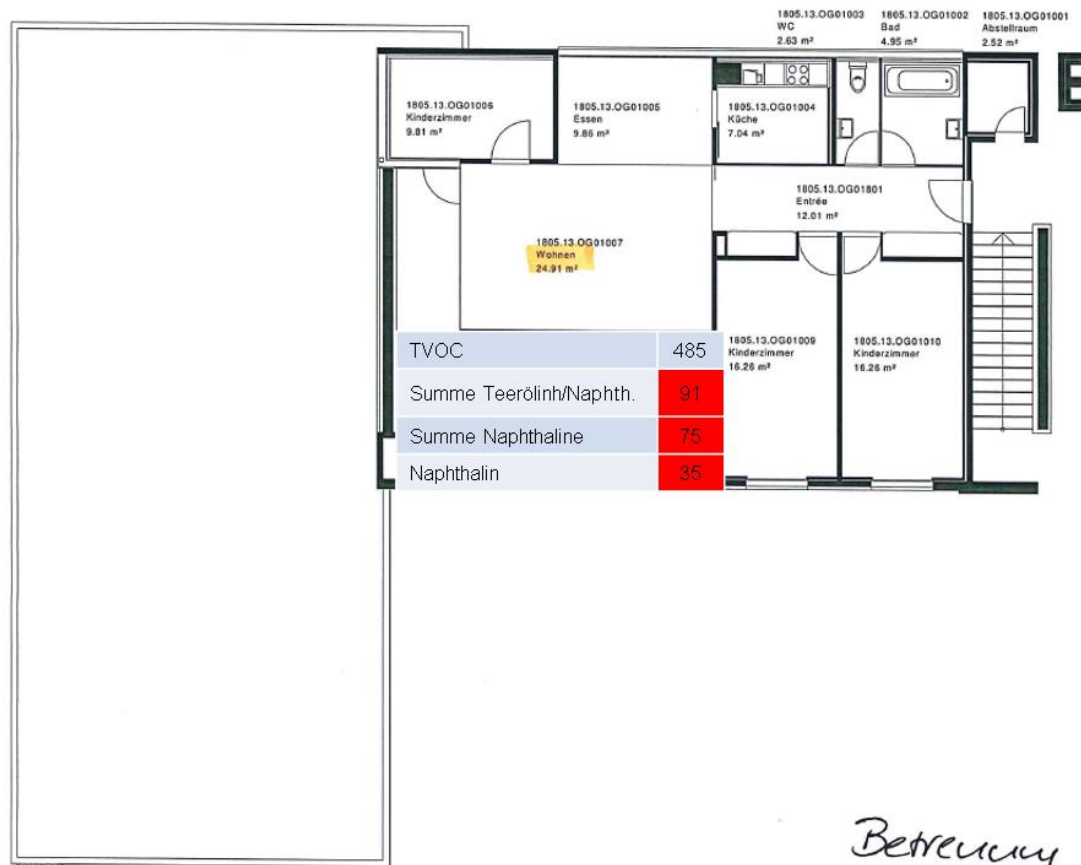 1805.13.OG01003
WC
2.63 m²
1805.13.OG01002
Bad
4.95 m²
1805.13.OG01001
Abstellraum
2.52 m²
1805.13.OG01006
Kinderzimmer
9.81 m²
1805.13.OG01005
Essen
9.86 m²
1805.13.OG01004
Küche
7.04 m²
1805.13.OG01801
Entrée
12.01 m²
1805.13.OG01007
Wohnen
24.91 m²
1805.13.OG01009
Kinderzimmer
16.26 m²
1805.13.OG01010
Kinderzimmer
16.26 m²
TVOC 485
Summe Teerölinh/Naphth. 91
Summe Naphthaline 75
Naphthalin 35
Betreuung